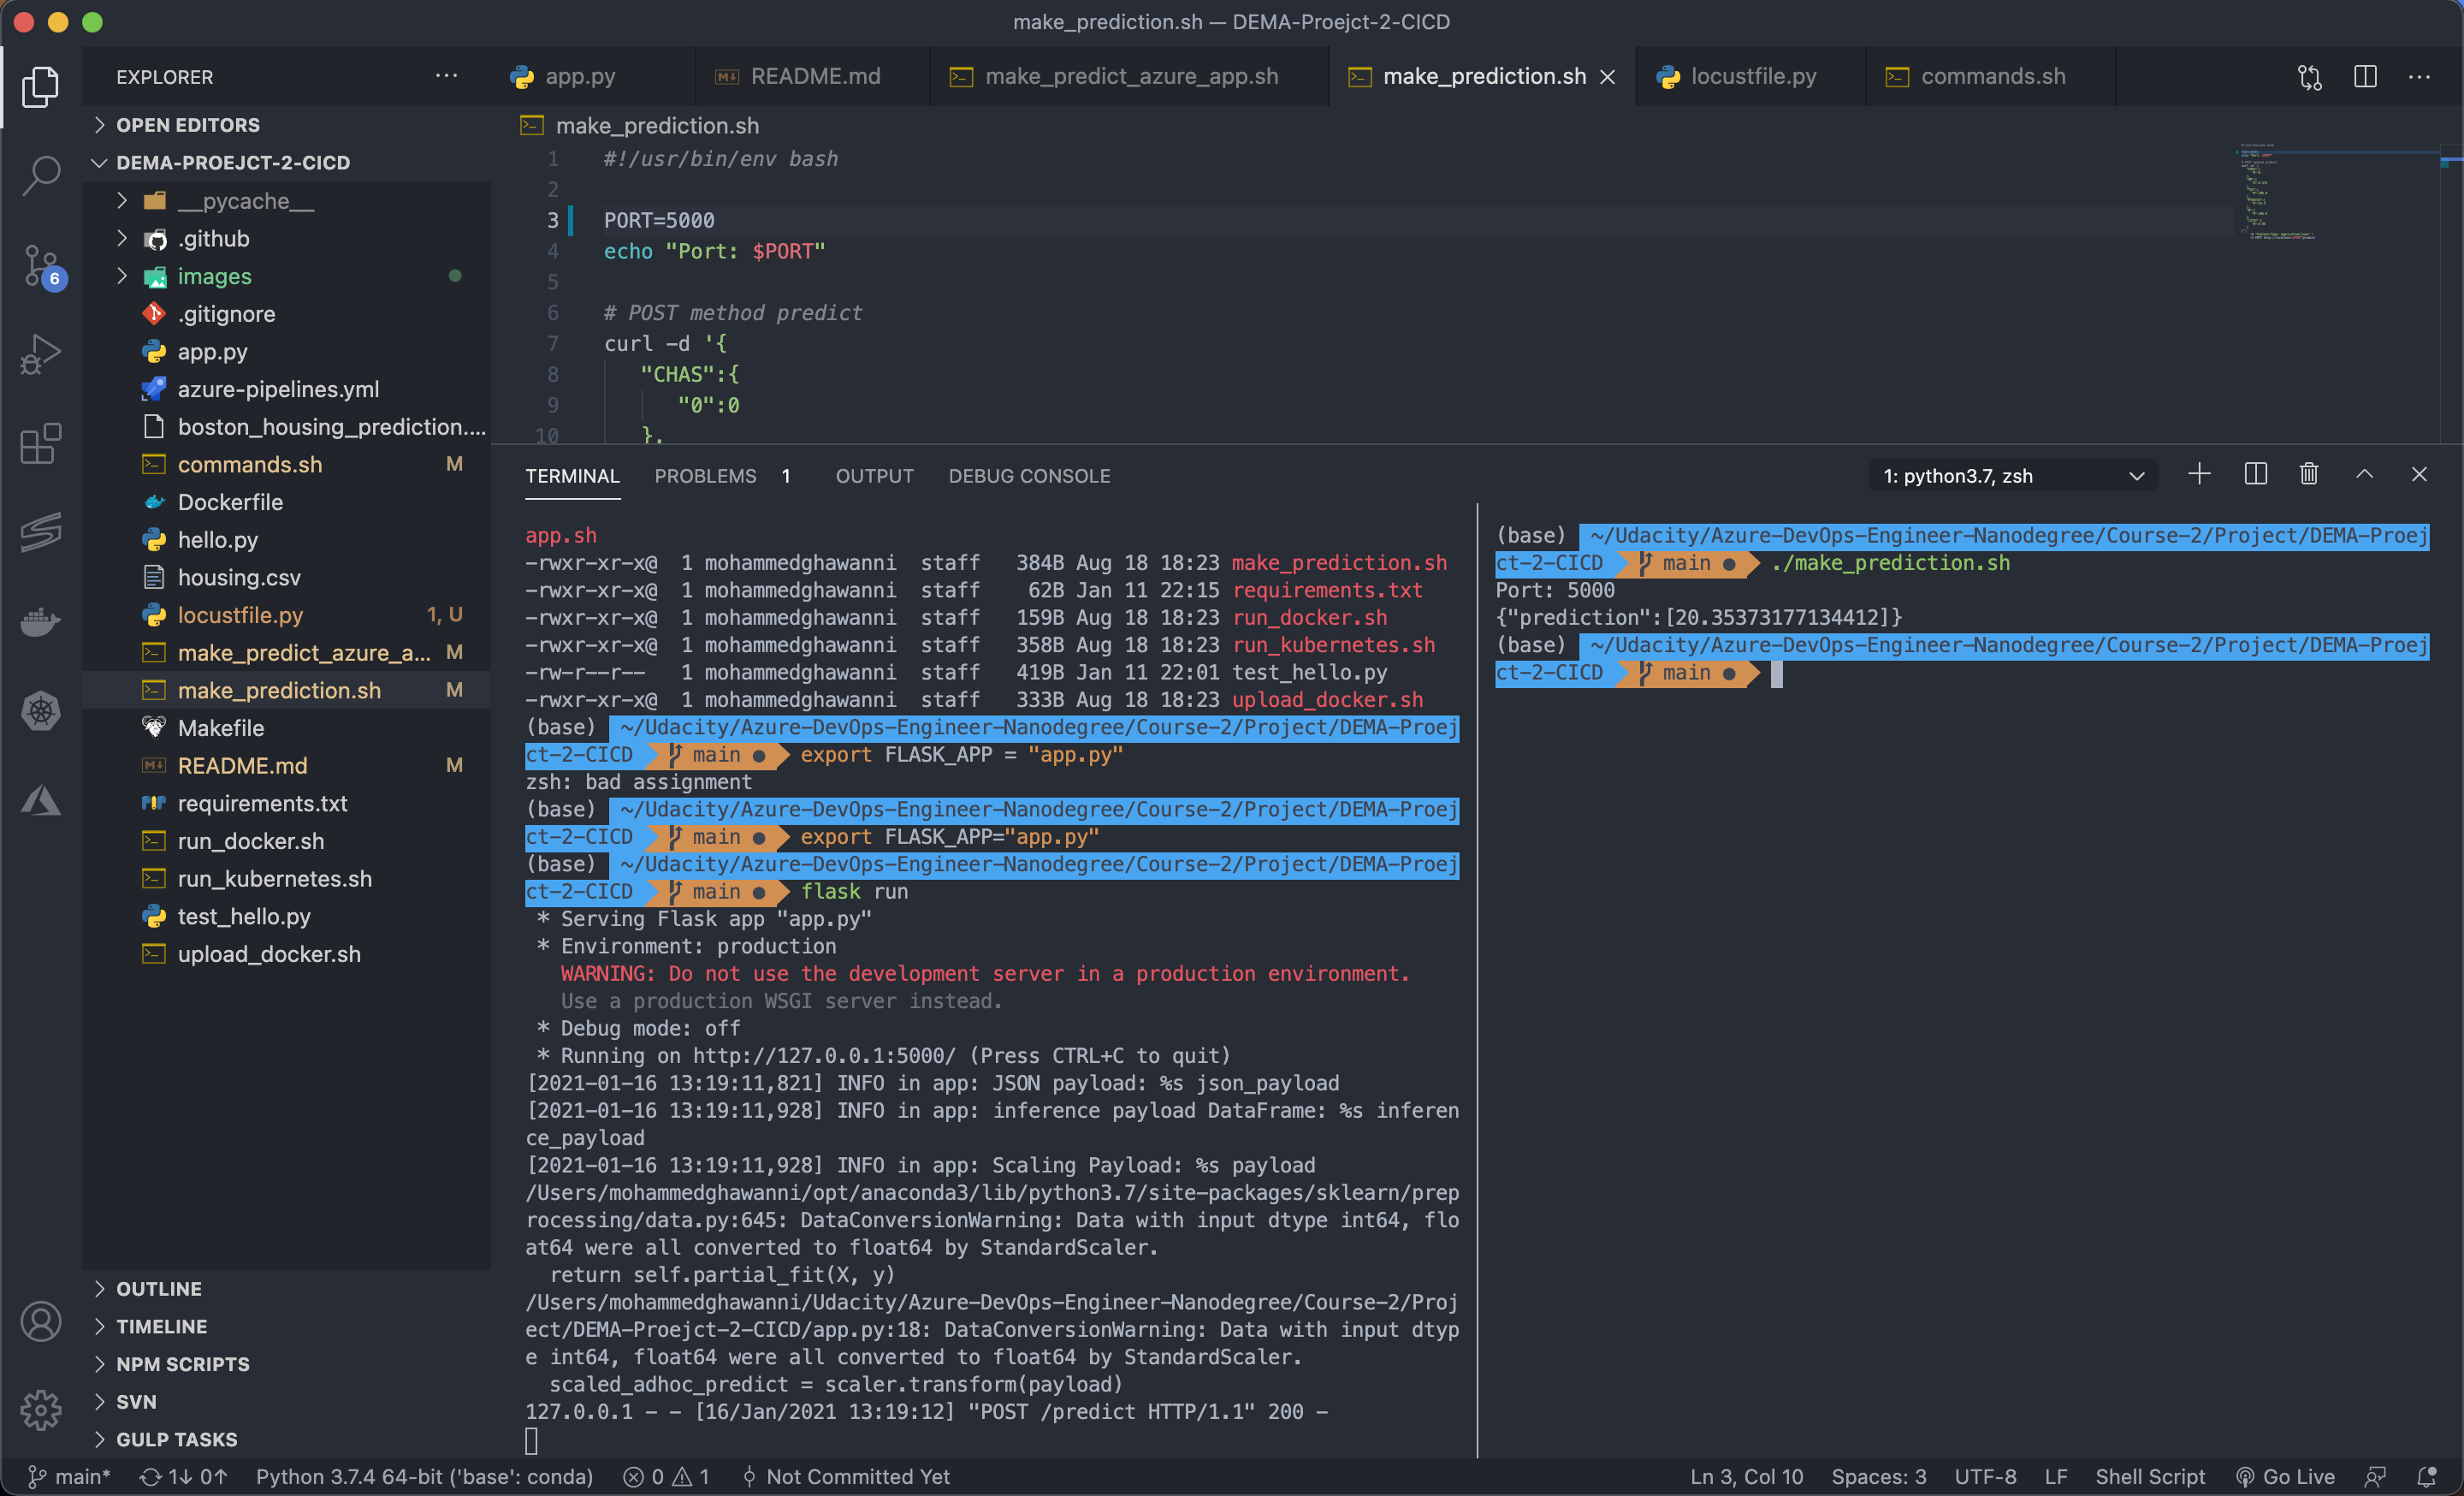 make_prediction.sh — DEMA-Proejct-2-CICD
EXPLORER
app.py
README.md
make_predict_azure_app.sh
make_prediction.sh
locustfile.py
commands.sh
OPEN EDITORS
DEMA-PROEJCT-2-CICD
__pycache__
.github
images
.gitignore
app.py
azure-pipelines.yml
boston_housing_prediction....
commands.sh M
Dockerfile
hello.py
housing.csv
locustfile.py 1, U
make_predict_azure_a... M
make_prediction.sh M
Makefile
README.md M
requirements.txt
run_docker.sh
run_kubernetes.sh
test_hello.py
upload_docker.sh
OUTLINE
TIMELINE
NPM SCRIPTS
SVN
GULP TASKS
6
make_prediction.sh
1 #!/usr/bin/env bash
2
3 PORT=5000
4 echo "Port: $PORT"
5
6 # POST method predict
7 curl -d '{
8 "CHAS":{
9 "0":0
10 },
TERMINAL PROBLEMS 1 OUTPUT DEBUG CONSOLE
1: python3.7, zsh
app.sh
-rwxr-xr-x@ 1 mohammedghawanni staff 384B Aug 18 18:23 make_prediction.sh
-rwxr-xr-x@ 1 mohammedghawanni staff 62B Jan 11 22:15 requirements.txt
-rwxr-xr-x@ 1 mohammedghawanni staff 159B Aug 18 18:23 run_docker.sh
-rwxr-xr-x@ 1 mohammedghawanni staff 358B Aug 18 18:23 run_kubernetes.sh
-rw-r--r-- 1 mohammedghawanni staff 419B Jan 11 22:01 test_hello.py
-rwxr-xr-x@ 1 mohammedghawanni staff 333B Aug 18 18:23 upload_docker.sh
(base) ~/Udacity/Azure-DevOps-Engineer-Nanodegree/Course-2/Project/DEMA-Proej
ct-2-CICD main ● export FLASK_APP = "app.py"
zsh: bad assignment
(base) ~/Udacity/Azure-DevOps-Engineer-Nanodegree/Course-2/Project/DEMA-Proej
ct-2-CICD main ● export FLASK_APP="app.py"
(base) ~/Udacity/Azure-DevOps-Engineer-Nanodegree/Course-2/Project/DEMA-Proej
ct-2-CICD main ● flask run
* Serving Flask app "app.py"
* Environment: production
WARNING: Do not use the development server in a production environment.
Use a production WSGI server instead.
* Debug mode: off
* Running on http://127.0.0.1:5000/ (Press CTRL+C to quit)
[2021-01-16 13:19:11,821] INFO in app: JSON payload: %s json_payload
[2021-01-16 13:19:11,928] INFO in app: inference payload DataFrame: %s inferen
ce_payload
[2021-01-16 13:19:11,928] INFO in app: Scaling Payload: %s payload
/Users/mohammedghawanni/opt/anaconda3/lib/python3.7/site-packages/sklearn/prep
rocessing/data.py:645: DataConversionWarning: Data with input dtype int64, flo
at64 were all converted to float64 by StandardScaler.
return self.partial_fit(X, y)
/Users/mohammedghawanni/Udacity/Azure-DevOps-Engineer-Nanodegree/Course-2/Proj
ect/DEMA-Proejct-2-CICD/app.py:18: DataConversionWarning: Data with input dtyp
e int64, float64 were all converted to float64 by StandardScaler.
scaled_adhoc_predict = scaler.transform(payload)
127.0.0.1 - - [16/Jan/2021 13:19:12] "POST /predict HTTP/1.1" 200 -
(base) ~/Udacity/Azure-DevOps-Engineer-Nanodegree/Course-2/Project/DEMA-Proej
ct-2-CICD main ● ./make_prediction.sh
Port: 5000
{"prediction":[20.35373177134412]}
(base) ~/Udacity/Azure-DevOps-Engineer-Nanodegree/Course-2/Project/DEMA-Proej
ct-2-CICD main ●
main* 1↓ 0↑ Python 3.7.4 64-bit ('base': conda) 0 1 Not Committed Yet Ln 3, Col 10 Spaces: 3 UTF-8 LF Shell Script Go Live